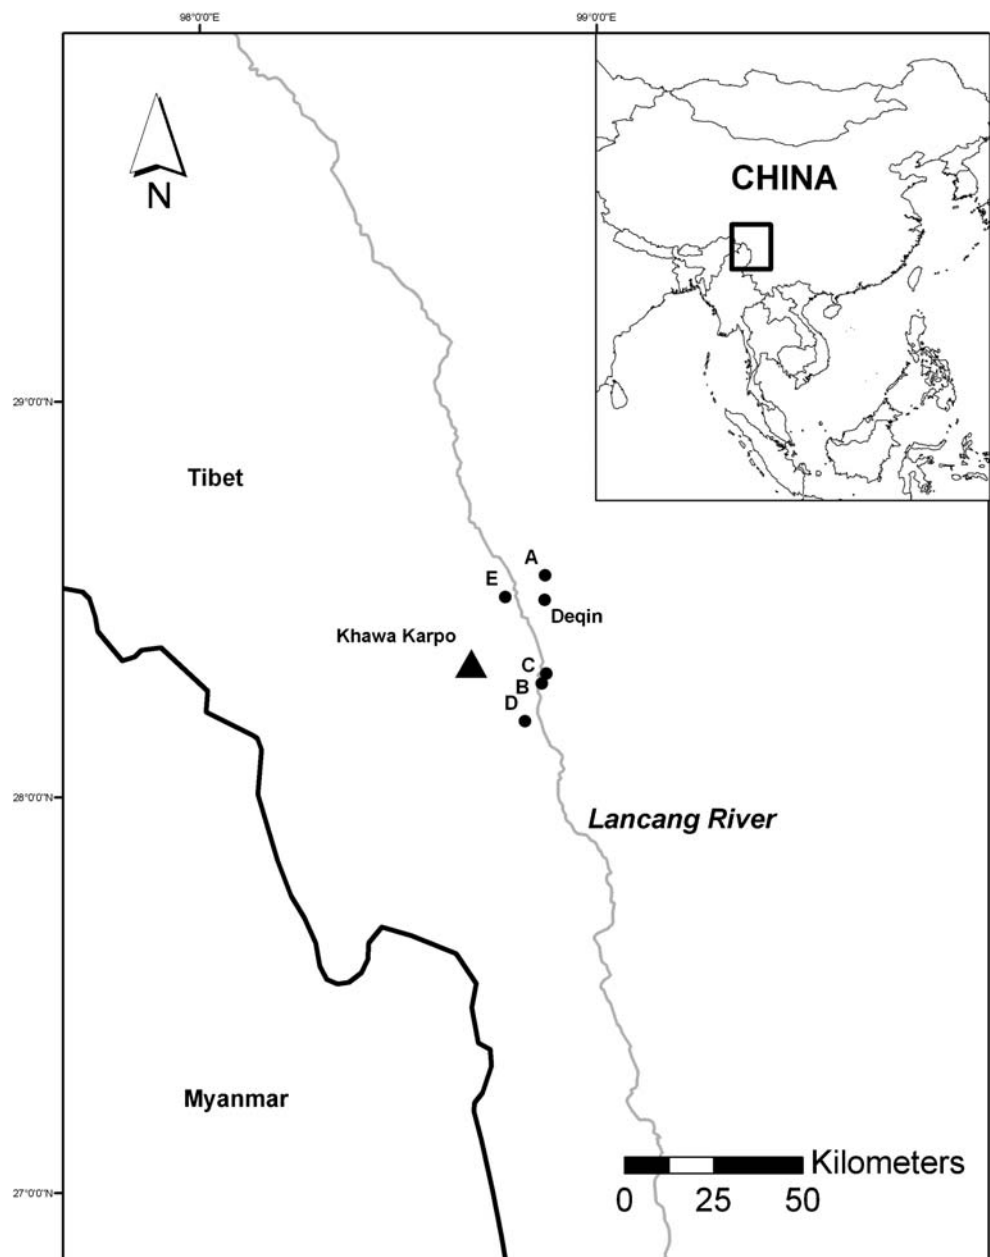 98°0'0"E
99°0'0"E
N
CHINA
29°0'0"N
Tibet
A
E
Deqin
Khawa Karpo
C
B
D
28°0'0"N
Lancang River
Myanmar
Kilometers
0 25 50
27°0'0"N